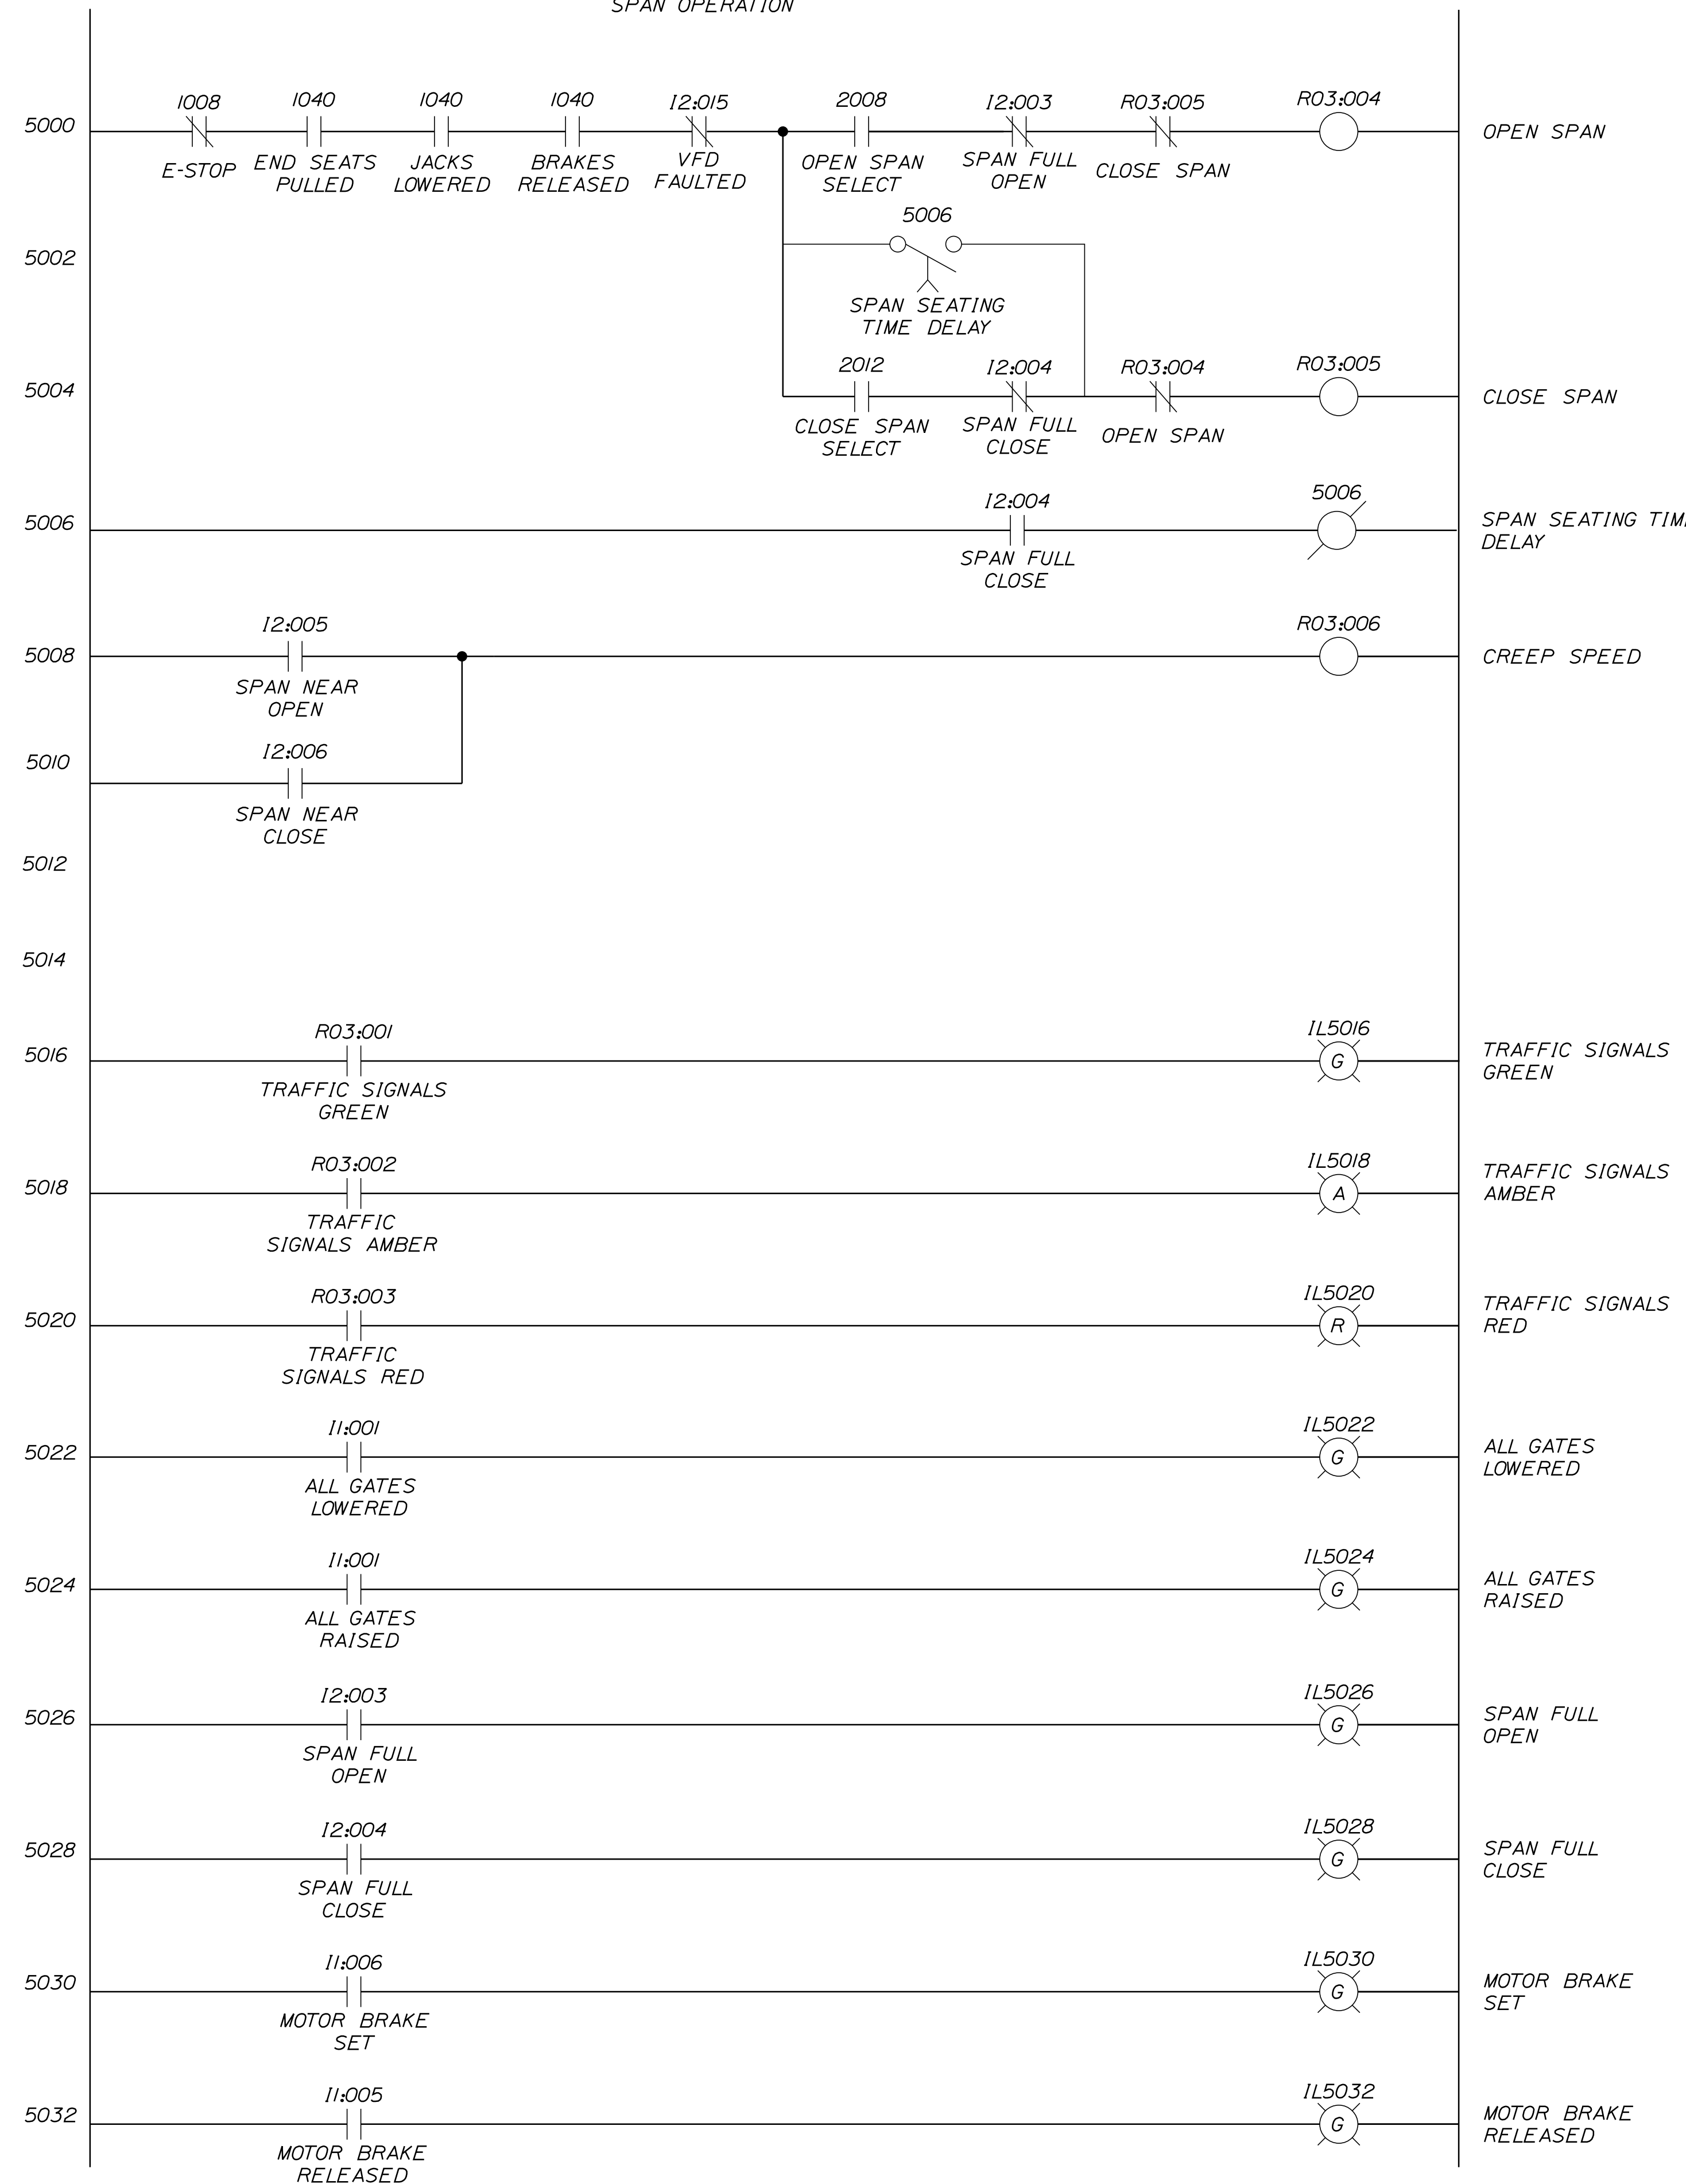 SPAN OPERATION
1008
1040
1040
1040
I2:015
2008
I2:003
R03:005
R03:004
5000
OPEN SPAN
E-STOP
END SEATS
PULLED
JACKS
LOWERED
BRAKES
RELEASED
VFD
FAULTED
OPEN SPAN
SELECT
SPAN FULL
OPEN
CLOSE SPAN
5006
5002
SPAN SEATING
TIME DELAY
2012
I2:004
R03:004
R03:005
5004
CLOSE SPAN
CLOSE SPAN
SELECT
SPAN FULL
CLOSE
OPEN SPAN
I2:004
5006
5006
SPAN SEATING TIM
DELAY
SPAN FULL
CLOSE
I2:005
R03:006
5008
CREEP SPEED
SPAN NEAR
OPEN
I2:006
5010
SPAN NEAR
CLOSE
5012
5014
R03:001
IL5016
5016
G
TRAFFIC SIGNALS
GREEN
TRAFFIC SIGNALS
GREEN
R03:002
IL5018
5018
A
TRAFFIC SIGNALS
AMBER
TRAFFIC
SIGNALS AMBER
R03:003
IL5020
5020
R
TRAFFIC SIGNALS
RED
TRAFFIC
SIGNALS RED
I1:001
IL5022
5022
G
ALL GATES
LOWERED
ALL GATES
LOWERED
I1:001
IL5024
5024
G
ALL GATES
RAISED
ALL GATES
RAISED
I2:003
IL5026
5026
G
SPAN FULL
OPEN
SPAN FULL
OPEN
I2:004
IL5028
5028
G
SPAN FULL
CLOSE
SPAN FULL
CLOSE
I1:006
IL5030
5030
G
MOTOR BRAKE
SET
MOTOR BRAKE
SET
I1:005
IL5032
5032
G
MOTOR BRAKE
RELEASED
MOTOR BRAKE
RELEASED